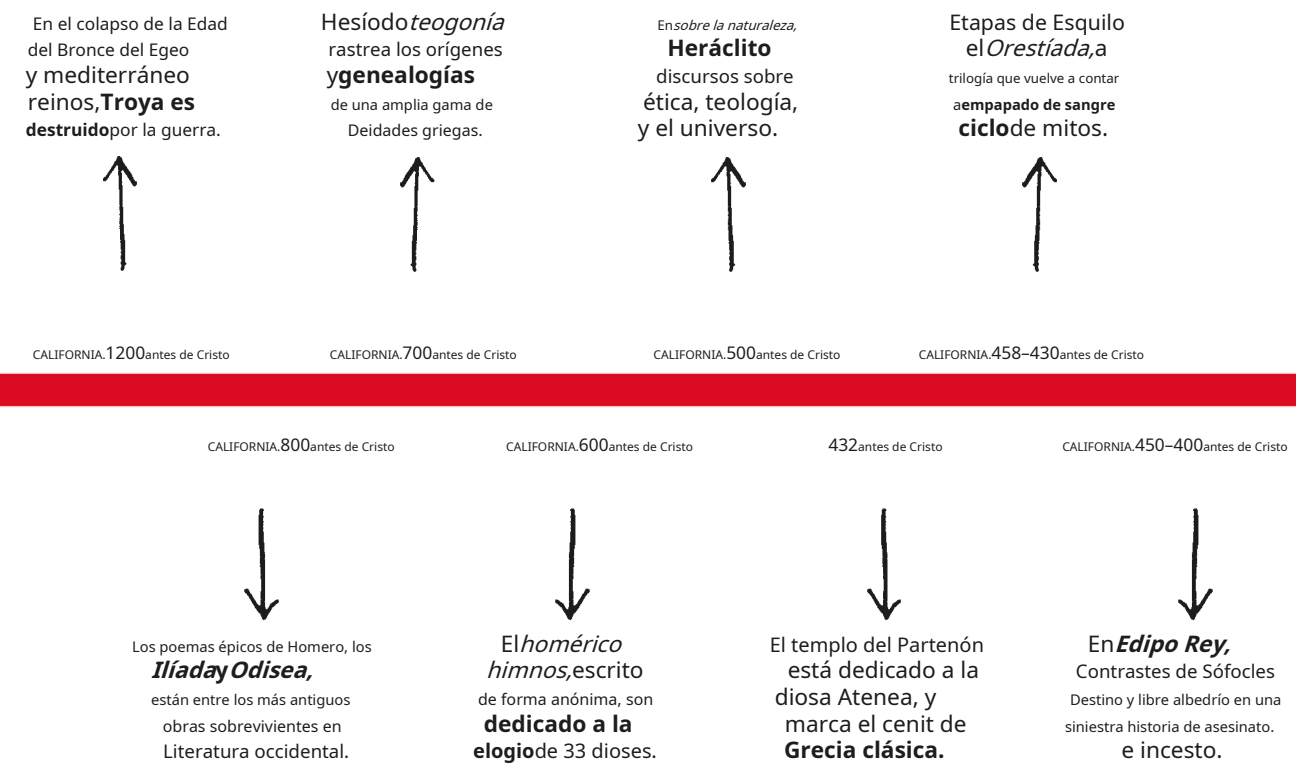 En el colapso de la Edad
del Bronce del Egeo
y mediterráneo
reinos,Troya es
destruidopor la guerra.
Hesíodoteogonía
rastrea los orígenes
ygenealogías
de una amplia gama de
Deidades griegas.
Ensobre la naturaleza,
Heráclito
discursos sobre
ética, teología,
y el universo.
Etapas de Esquilo
elOrestíada,a
trilogía que vuelve a contar
aempapado de sangre
ciclode mitos.
CALIFORNIA.1200antes de Cristo
CALIFORNIA.700antes de Cristo
CALIFORNIA.500antes de Cristo
CALIFORNIA.458–430antes de Cristo
CALIFORNIA.800antes de Cristo
CALIFORNIA.600antes de Cristo
432antes de Cristo
CALIFORNIA.450–400antes de Cristo
Los poemas épicos de Homero, los
IlíadayOdisea,
están entre los más antiguos
obras sobrevivientes en
Literatura occidental.
Elhomérico
himnos,escrito
de forma anónima, son
dedicado a la
elogiode 33 dioses.
El templo del Partenón
está dedicado a la
diosa Atenea, y
marca el cenit de
Grecia clásica.
EnEdipo Rey,
Contrastes de Sófocles
Destino y libre albedrío en una
siniestra historia de asesinato.
e incesto.